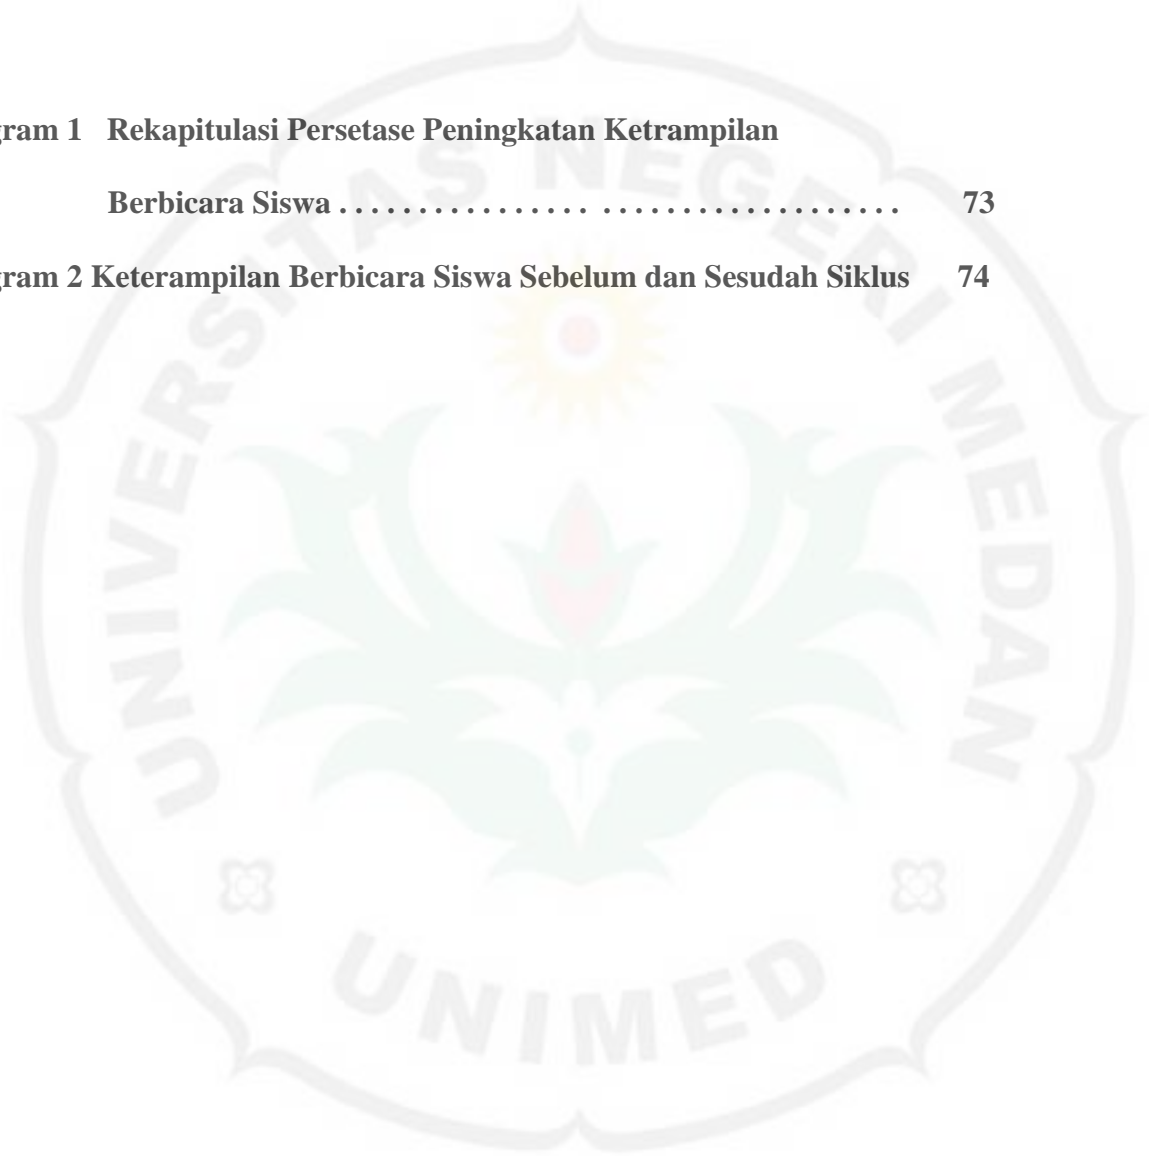 gram 1 Rekapitulasi Persetase Peningkatan Ketrampilan
Berbicara Siswa . . . . . . . . . . . . . . . . . . . . . . . . . . . . . . . . . . . 73
gram 2 Keterampilan Berbicara Siswa Sebelum dan Sesudah Siklus 74
UNIVERSITAS NEGERI MEDAN
UNIMED